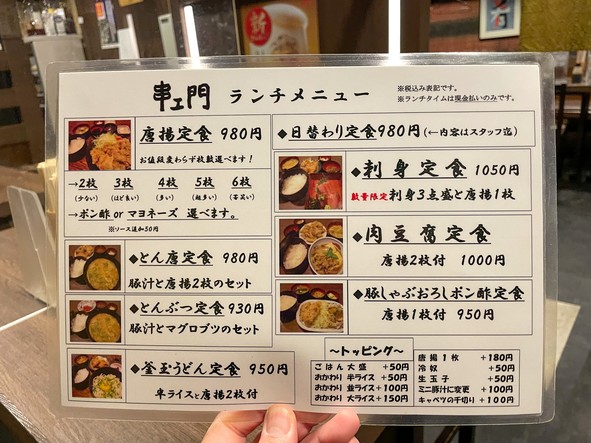 串エ門 ランチメニュー
※税込み表記です。
※ランチタイムは現金払いのみです。
唐揚定食 980円
お値段変わらず枚数選べます!
→2枚 3枚 4枚 5枚 6枚
(少ない) (ほど良い) (多い) (超多い)
→ポン酢 or マヨネーズ 選べます。
※ソース追加50円
◆とん唐定食 980円
豚汁と唐揚2枚のセット
◆とんぶつ定食 930円
豚汁とマグロブツのセット
◆釜玉うどん定食 950円
半ライスと唐揚2枚付
◆日替わり定食980円(←内容はスタッフ迄)
◆刺身定食 1050円
数量限定 刺身3点盛と唐揚1枚
◆肉豆腐定食
唐揚2枚付 1000円
◆豚しゃぶおろしポン酢定食
唐揚1枚付 950円
~トッピング~
ごはん大盛 +50円
おかわり 半ライス +50円
おかわり 並ライス +100円
おかわり 大ライス +150円
唐揚1枚 +180円
冷奴 +50円
生玉子 +50円
ミニ豚汁に変更 +100円
キャベツの千切り +100円